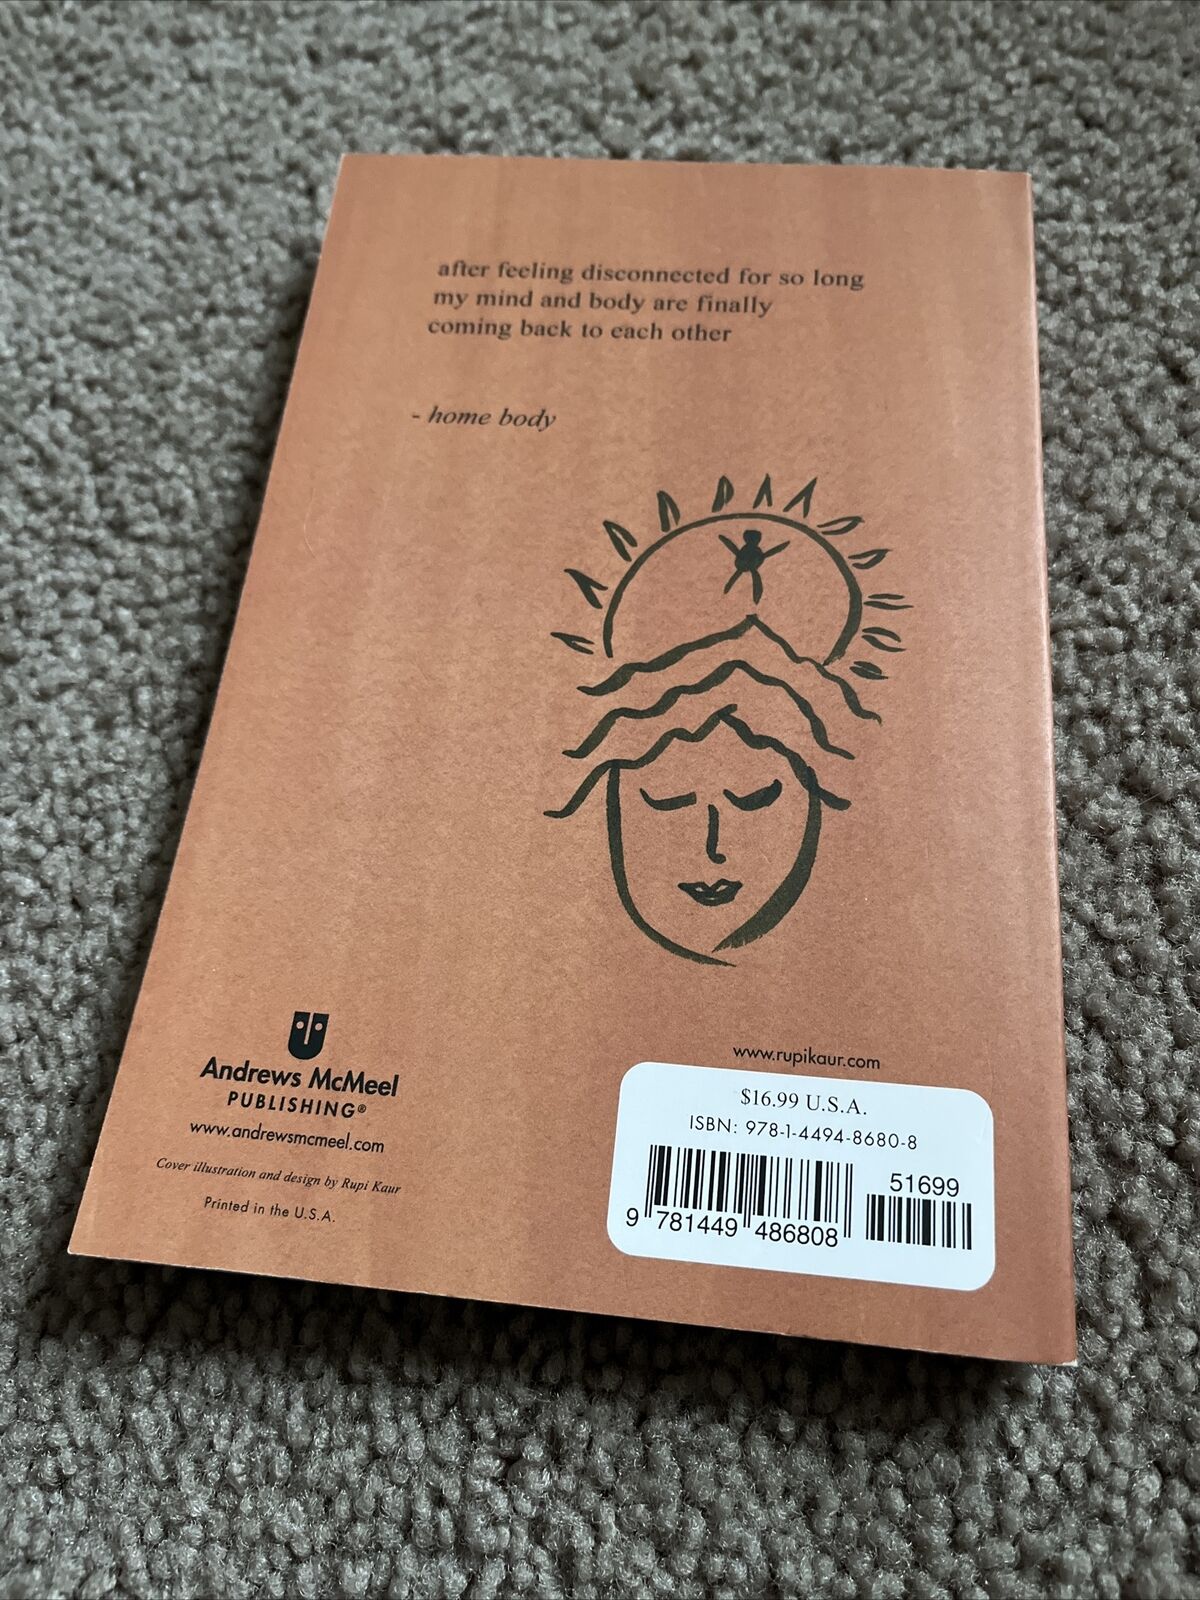 after feeling disconnected for so long
my mind and body are finally
coming back to each other
- home body
Andrews McMeel
PUBLISHING®
www.andrewsmcmeel.com
Cover illustration and design by Rupi Kaur
Printed in the U.S.A.
www.rupikaur.com
$16.99 U.S.A.
ISBN: 978-1-4494-8680-8
51699
9 781449 486808